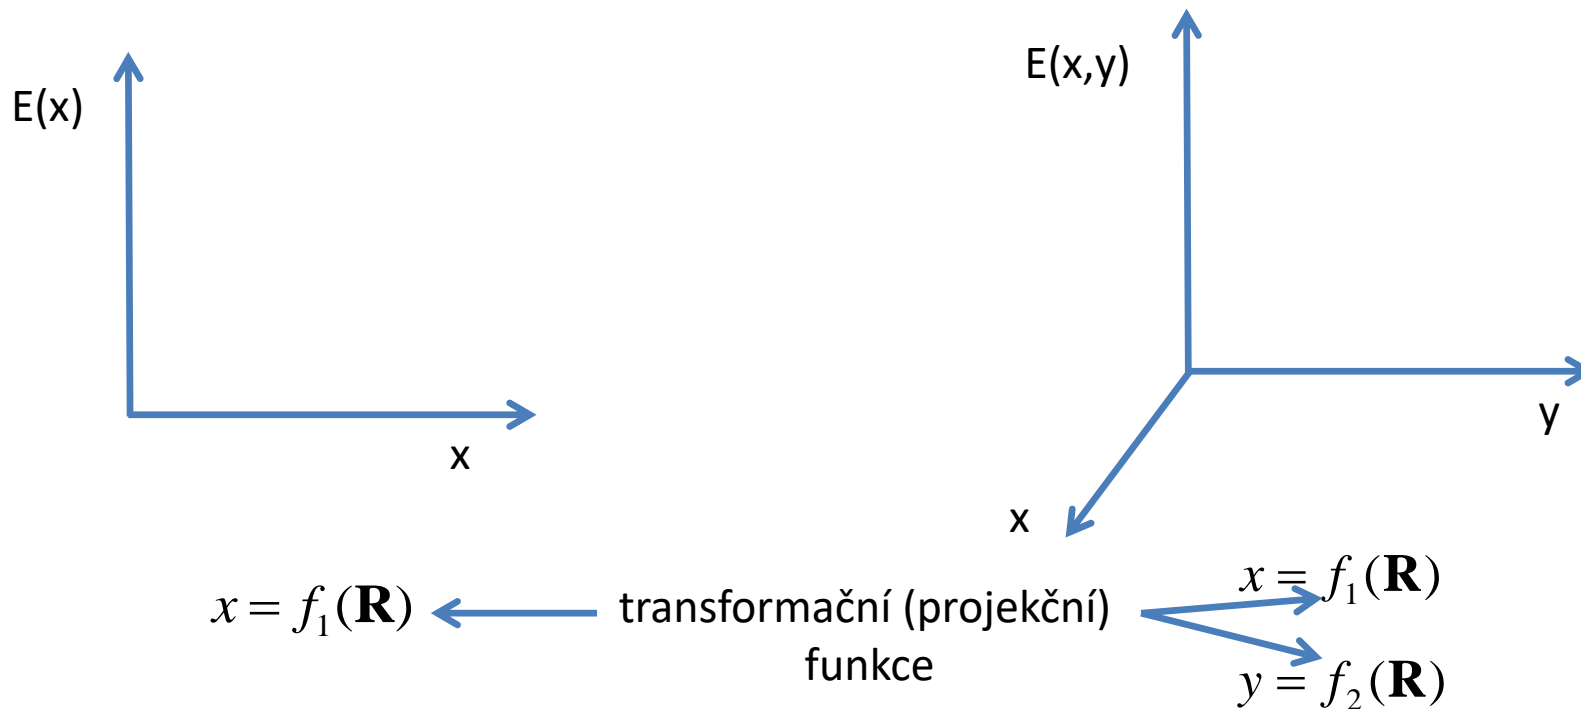 E(x)
x
E(x,y)
y
x
x = f₁(R)
transformační (projekční)
funkce
x = f₁(R)
y = f₂(R)